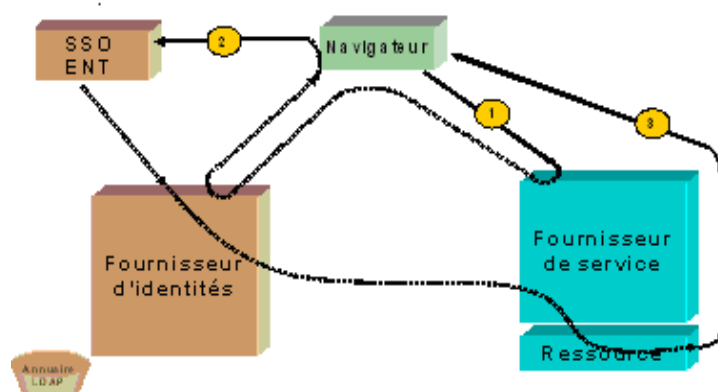 SSO
ENT
2
Navigateur
1
3
Fournisseur
d'identités
Fournisseur
de service
Ressource
Annuaire
LDAP